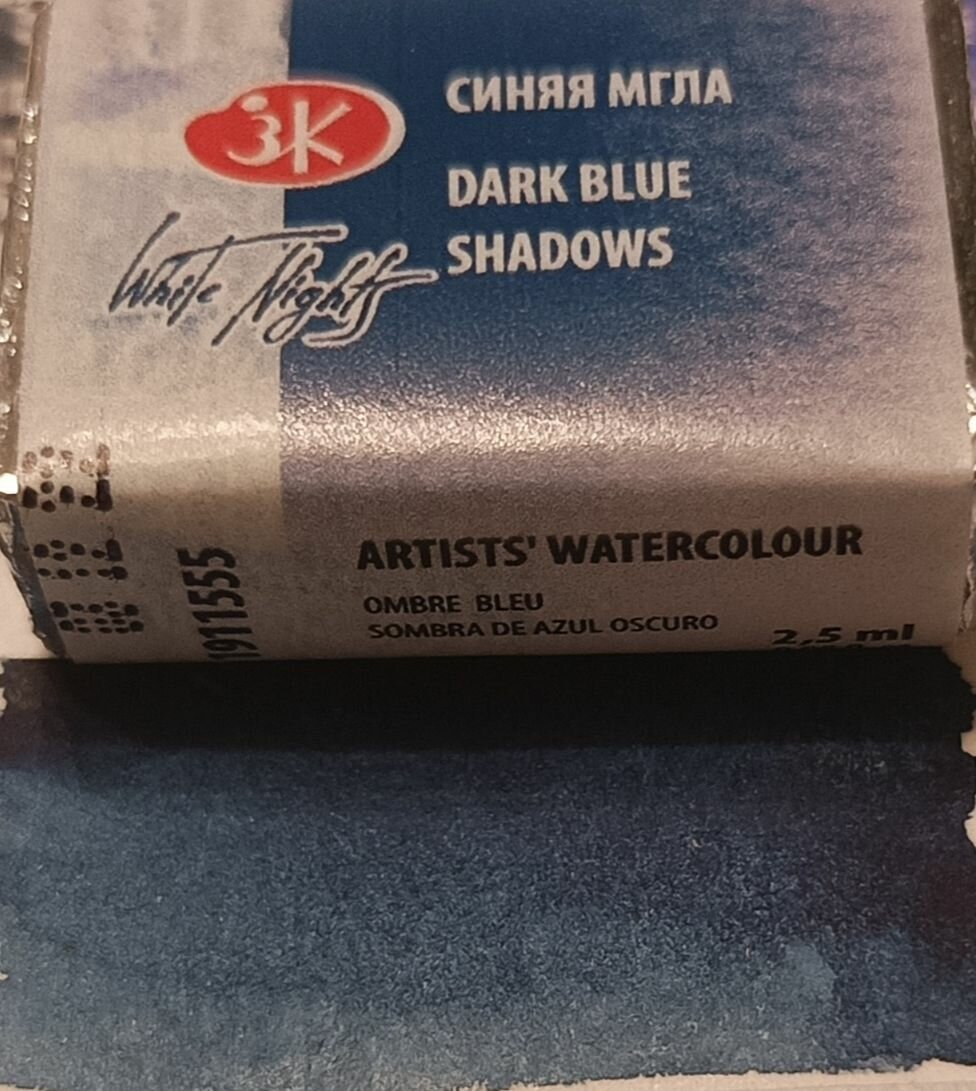 ЗК
СИНЯЯ МГЛА
DARK BLUE
SHADOWS
White Nights
ARTISTS' WATERCOLOUR
OMBRE BLEU
SOMBRA DE AZUL OSCURO
2,5 ml
1911555